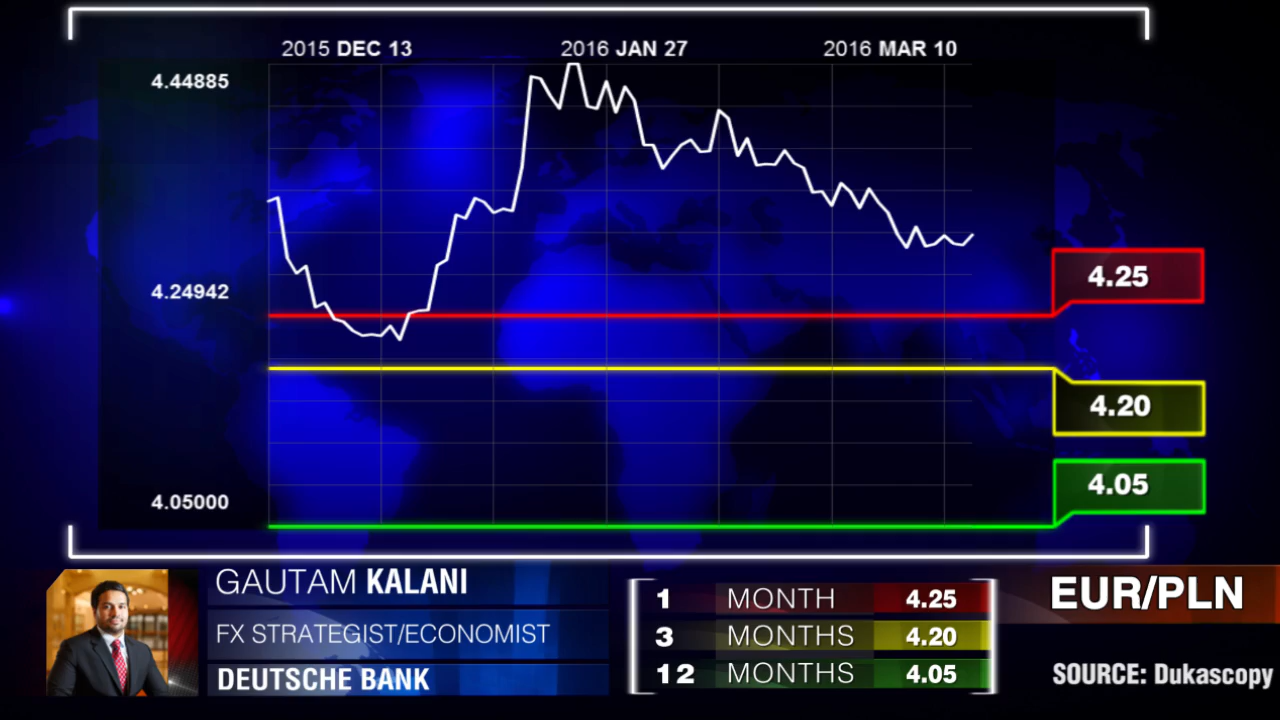 2015 DEC 13
2016 JAN 27
2016 MAR 10
4.44885
4.24942
4.05000
4.25
4.20
4.05
GAUTAM KALANI
FX STRATEGIST/ECONOMIST
DEUTSCHE BANK
1 MONTH 4.25
3 MONTHS 4.20
12 MONTHS 4.05
EUR/PLN
SOURCE: Dukascopy